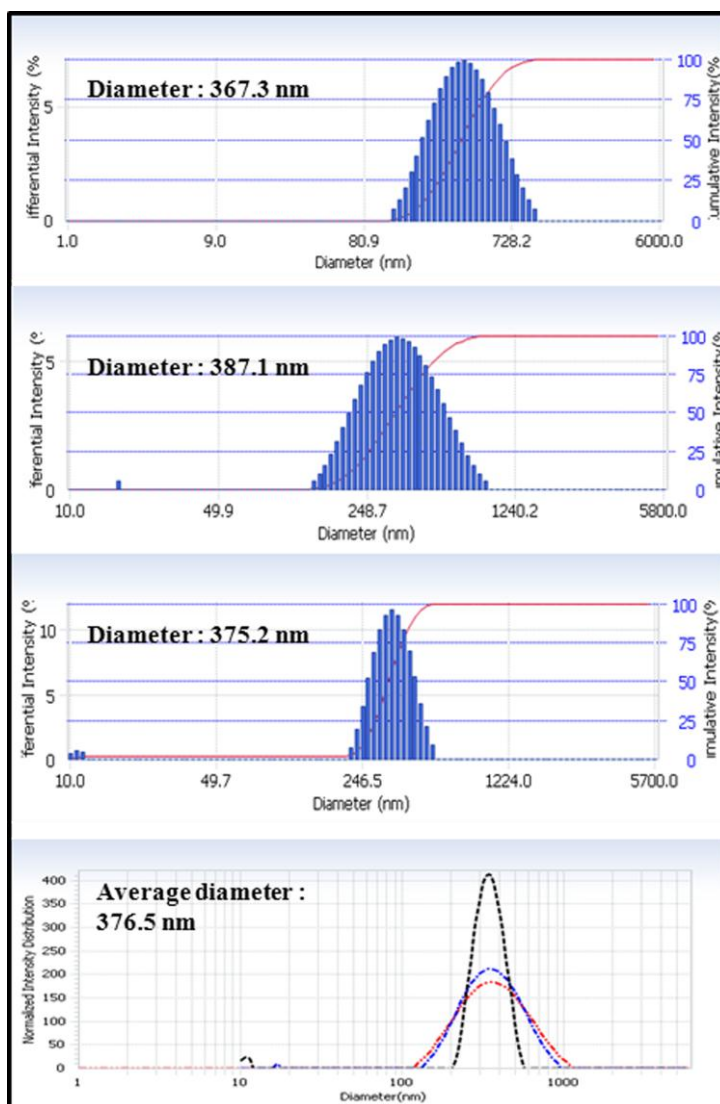 Diameter : 367.3 nm
ifferential Intensity (%
5
0
100
75
50
25
0
umulative Intensity(%
1.0 9.0 80.9 728.2 6000.0
Diameter (nm)
Diameter : 387.1 nm
ferential Intensity (%
5
0
100
75
50
25
0
imulative Intensity(%
10.0 49.9 248.7 1240.2 5800.0
Diameter (nm)
Diameter : 375.2 nm
ferential Intensity (%
10
5
0
100
75
50
25
0
imulative Intensity(%
10.0 49.7 246.5 1224.0 5700.0
Diameter (nm)
Average diameter :
376.5 nm
Normalized Intensity Distribution
400
350
300
250
200
150
100
50
0
1 10 100 1000
Diameter(nm)